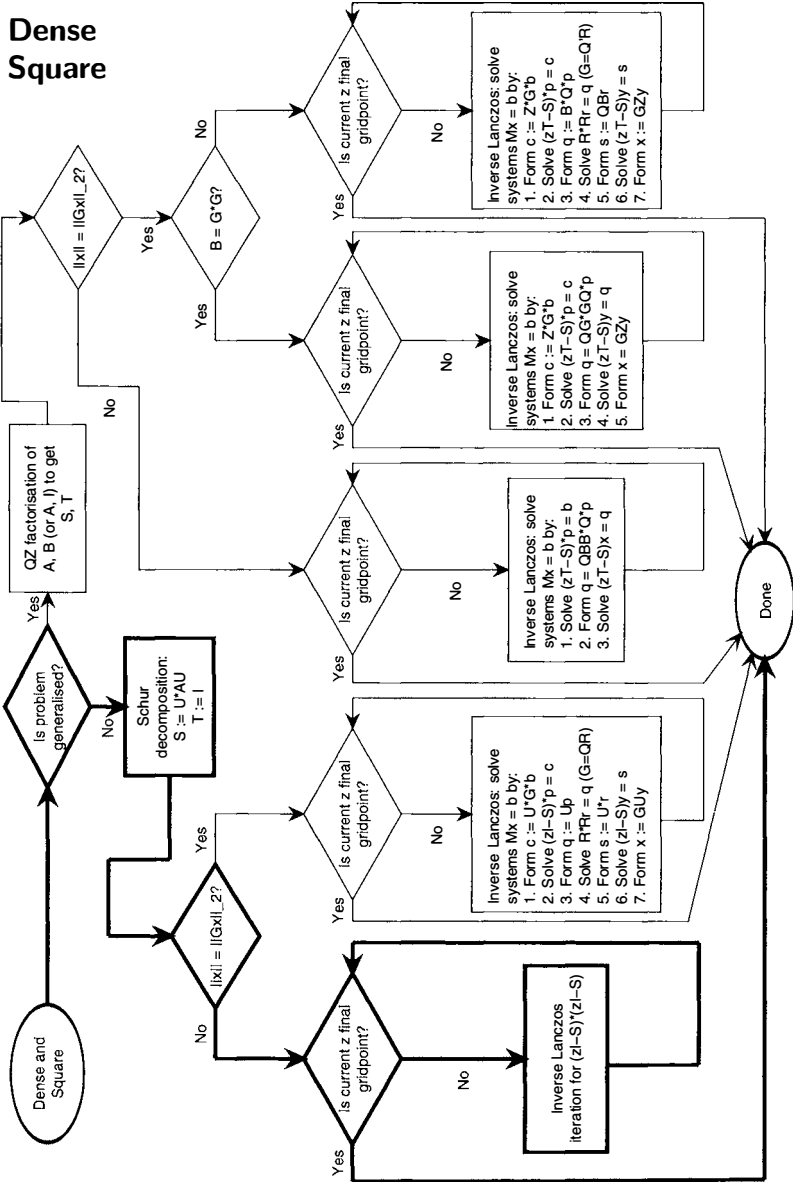 Dense
Square
Dense and
Square
Is problem
generalised?
Yes
No
QZ factorisation of
A, B (or A, I) to get
S, T
Schur
decomposition:
S := U*AU
T := I
||x|| = ||Gx||_2?
No
Yes
||x|| = ||Gx||_2?
No
Yes
B = G*G?
Yes
No
Is current z final
gridpoint?
Yes
No
Inverse Lanczos
iteration for (zI−S)*(zI−S)
Is current z final
gridpoint?
Yes
No
Inverse Lanczos: solve
systems Mx = b by:
1. Form c := U*G*b
2. Solve (zI−S)*p = c
3. Form q := Up
4. Solve R*Rr = q (G=QR)
5. Form s := U*r
6. Solve (zI−S)y = s
7. Form x := GUy
Is current z final
gridpoint?
Yes
No
Inverse Lanczos: solve
systems Mx = b by:
1. Solve (zT−S)*p = b
2. Form q = QBB*Q*p
3. Solve (zT−S)x = q
Is current z final
gridpoint?
Yes
No
Inverse Lanczos: solve
systems Mx = b by:
1. Form c := Z*G*b
2. Solve (zT−S)*p = c
3. Form q = QG*GQ*p
4. Solve (zT−S)y = q
5. Form x = GZy
Is current z final
gridpoint?
Yes
No
Inverse Lanczos: solve
systems Mx = b by:
1. Form c := Z*G*b
2. Solve (zT−S)*p = c
3. Form q := B*Q*p
4. Solve R*Rr = q (G=Q'R)
5. Form s := QBr
6. Solve (zT−S)y = s
7. Form x := GZy
Done